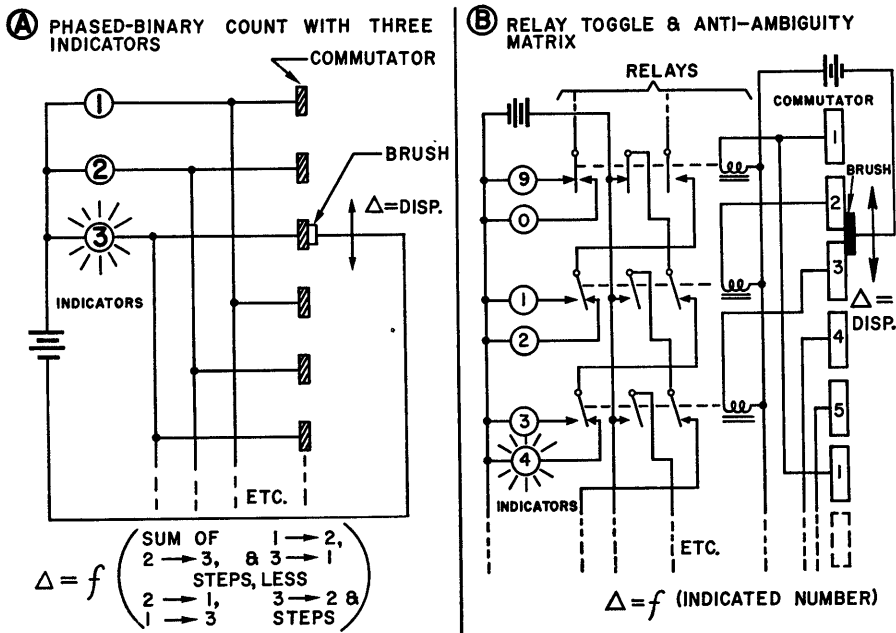 A PHASED-BINARY COUNT WITH THREE
INDICATORS
COMMUTATOR
1
2
BRUSH
Δ=DISP.
3
INDICATORS
ETC.
Δ = f
SUM OF 1→2,
2→3, & 3→1
STEPS, LESS
2→1, 3→2 &
1→3 STEPS
B RELAY TOGGLE & ANTI-AMBIGUITY
MATRIX
RELAYS
COMMUTATOR
1
9
BRUSH
2
0
3
1
Δ=
DISP.
2
4
3
5
4
1
INDICATORS
ETC.
Δ=f (INDICATED NUMBER)